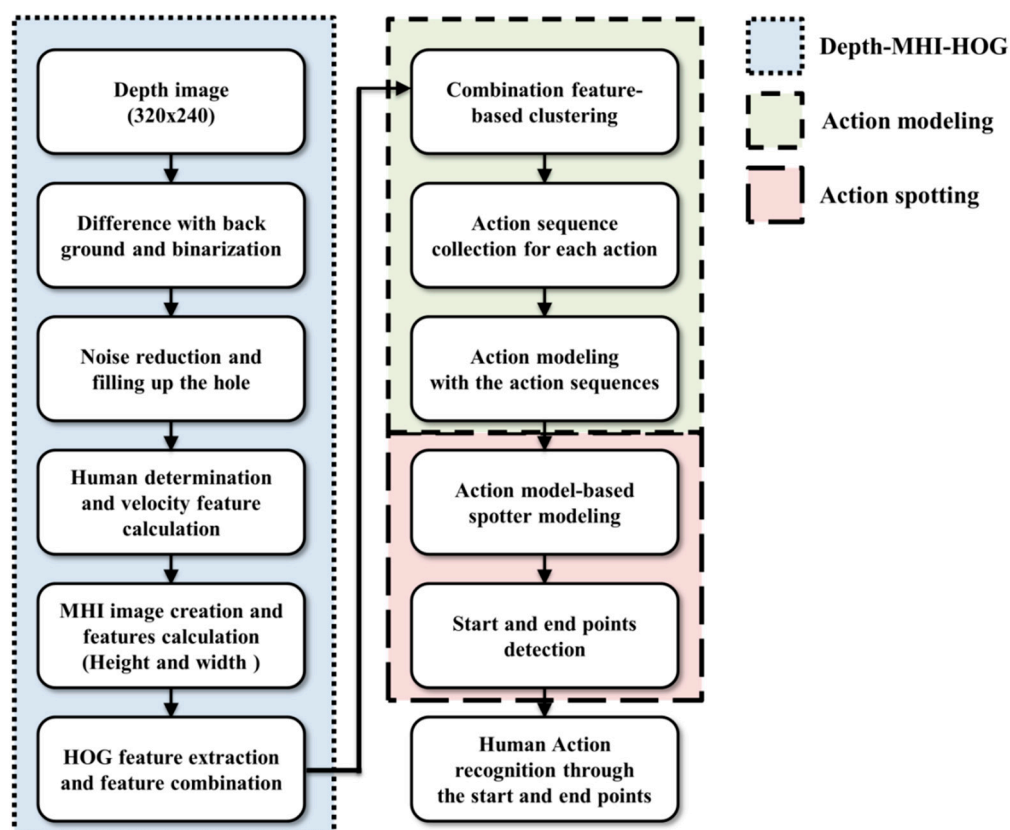 Depth image
(320x240)
Difference with back
ground and binarization
Noise reduction and
filling up the hole
Human determination
and velocity feature
calculation
MHI image creation and
features calculation
(Height and width )
HOG feature extraction
and feature combination
Combination feature-
based clustering
Action sequence
collection for each action
Action modeling
with the action sequences
Action model-based
spotter modeling
Start and end points
detection
Human Action
recognition through
the start and end points
Depth-MHI-HOG
Action modeling
Action spotting